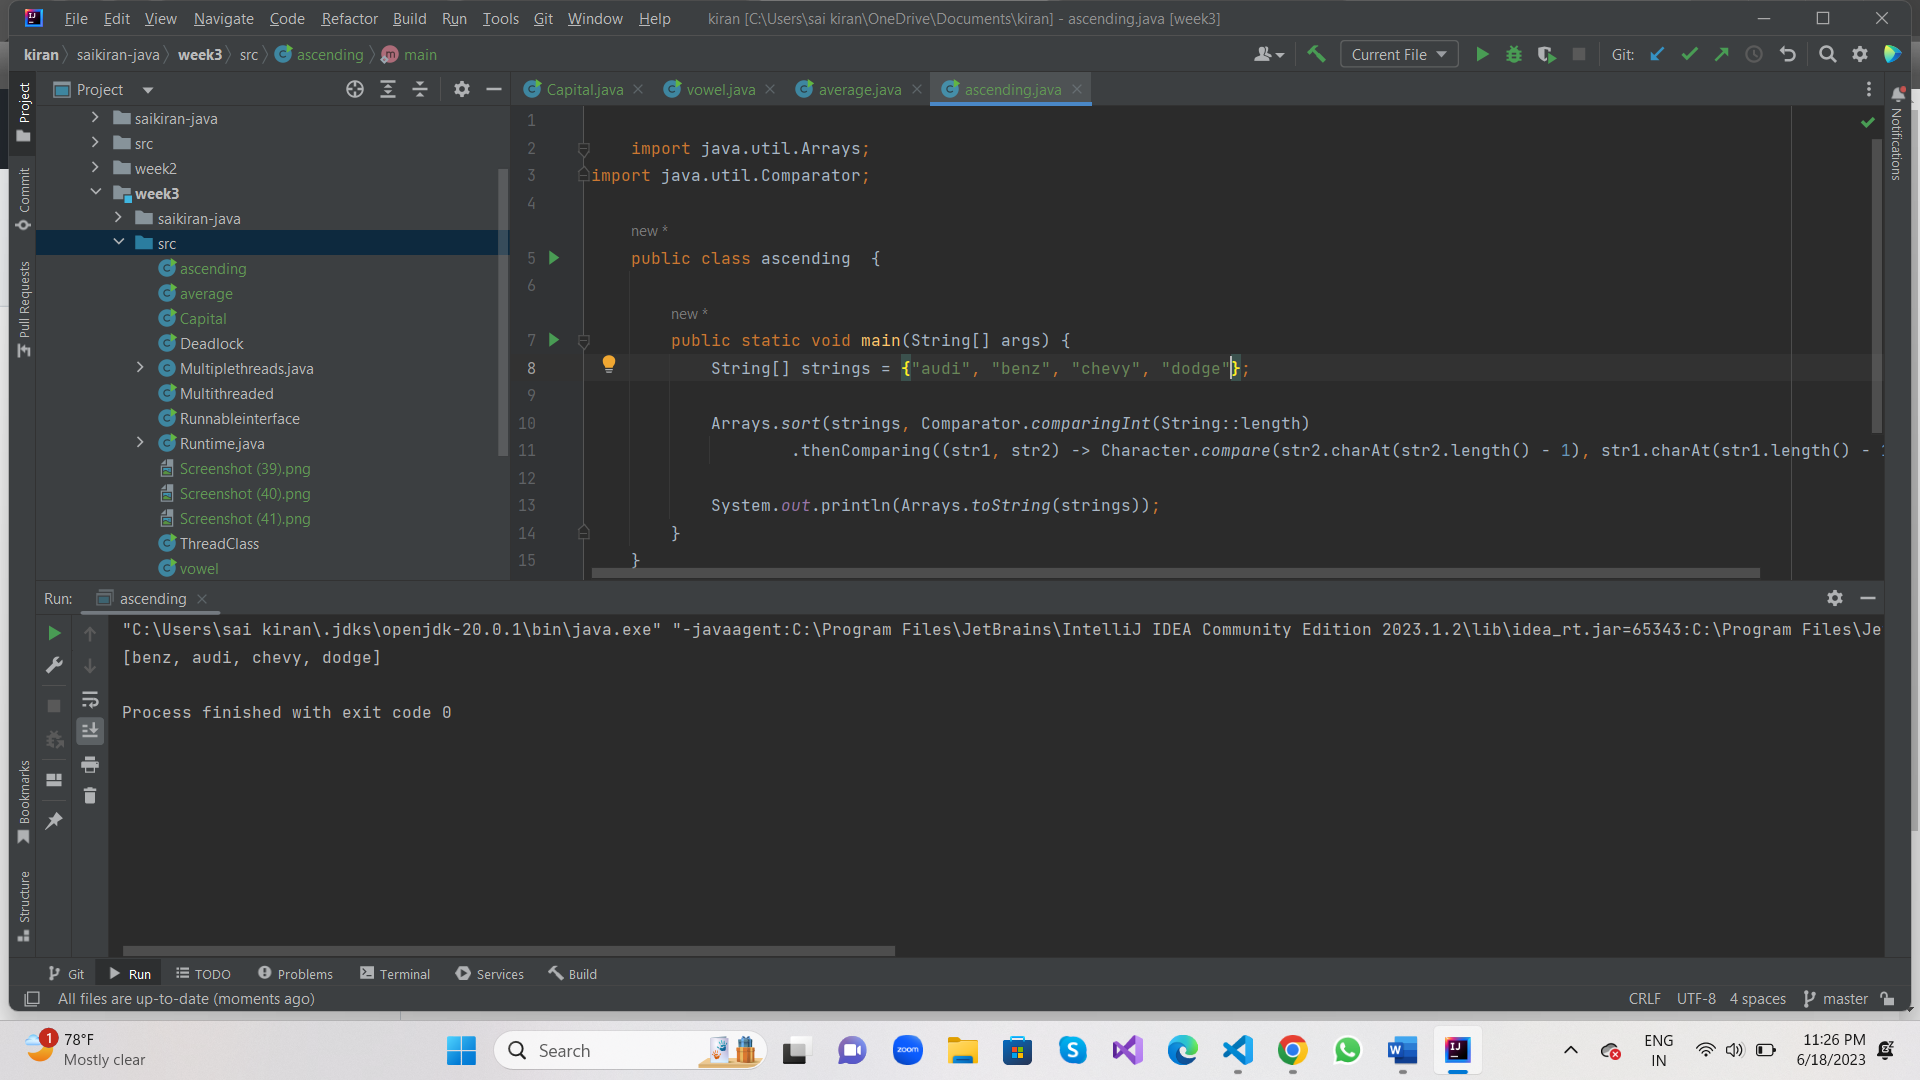 File Edit View Navigate Code Refactor Build Run Tools Git Window Help kiran [C:\Users\sai kiran\OneDrive\Documents\kiran] - ascending.java [week3]
kiran saikiran-java week3 src ascending main Current File Git:
Project
Capital.java vowel.java average.java ascending.java
saikiran-java
src
week2
week3
saikiran-java
src
ascending
average
Capital
Deadlock
Multiplethreads.java
Multithreaded
Runnableinterface
Runtime.java
Screenshot (39).png
Screenshot (40).png
Screenshot (41).png
ThreadClass
vowel
Project
Commit
Pull Requests
Bookmarks
Structure
Notifications
1
2 import java.util.Arrays;
3 import java.util.Comparator;
4
new *
5 public class ascending {
6
new *
7 public static void main(String[] args) {
8 String[] strings = {"audi", "benz", "chevy", "dodge"};
9
10 Arrays.sort(strings, Comparator.comparingInt(String::length)
11 .thenComparing((str1, str2) -> Character.compare(str2.charAt(str2.length() - 1), str1.charAt(str1.length() -
12
13 System.out.println(Arrays.toString(strings));
14 }
15 }
Run: ascending
"C:\Users\sai kiran\.jdks\openjdk-20.0.1\bin\java.exe" "-javaagent:C:\Program Files\JetBrains\IntelliJ IDEA Community Edition 2023.1.2\lib\idea_rt.jar=65343:C:\Program Files\Je
[benz, audi, chevy, dodge]
Process finished with exit code 0
Git Run TODO Problems Terminal Services Build
All files are up-to-date (moments ago) CRLF UTF-8 4 spaces master
1 78°F
Mostly clear
Search
zoom
ENG
IN
11:26 PM
6/18/2023